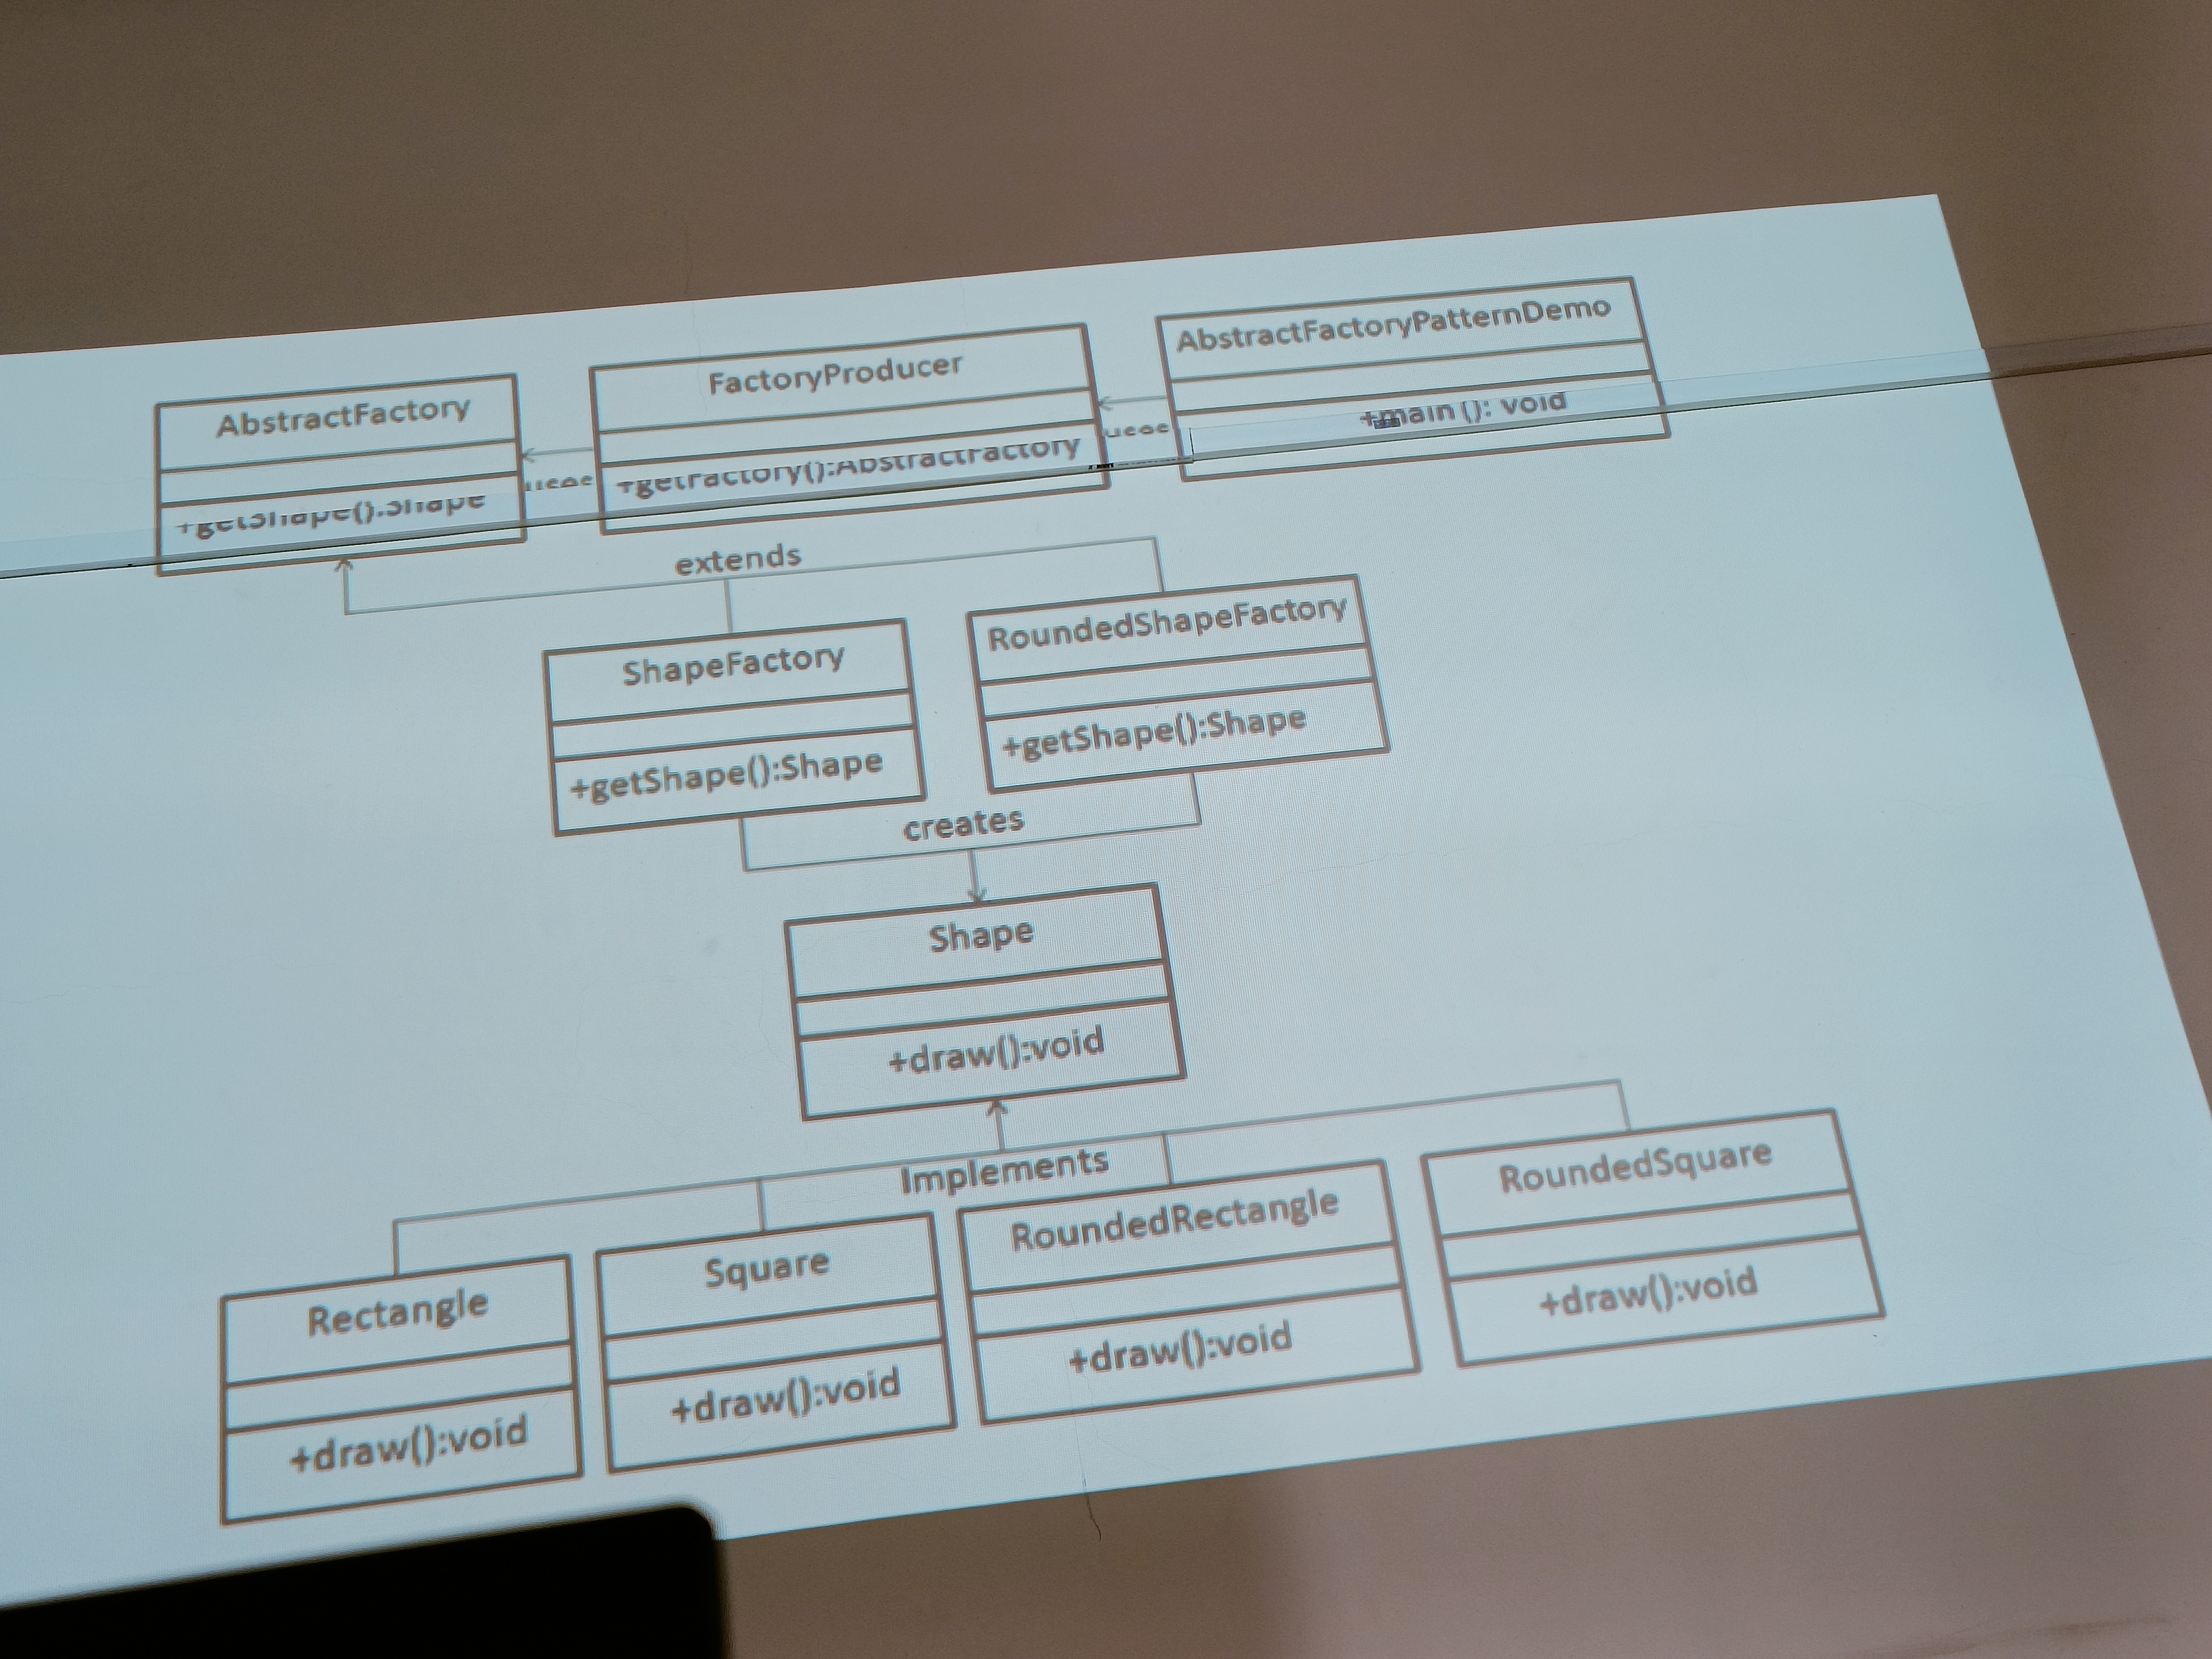 AbstractFactory
+getShape():Shape
uses
FactoryProducer
+getFactory():AbstractFactory
uses
AbstractFactoryPatternDemo
+main (): void
extends
ShapeFactory
+getShape():Shape
RoundedShapeFactory
+getShape():Shape
creates
Shape
+draw():void
Implements
Rectangle
+draw():void
Square
+draw():void
RoundedRectangle
+draw():void
RoundedSquare
+draw():void